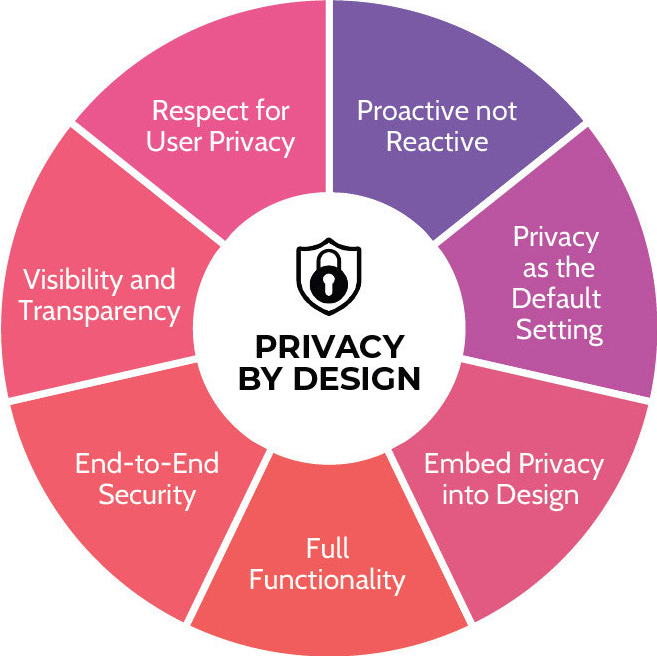 PRIVACY
BY DESIGN
Proactive not
Reactive
Privacy
as the
Default
Setting
Embed Privacy
into Design
Full
Functionality
End-to-End
Security
Visibility and
Transparency
Respect for
User Privacy